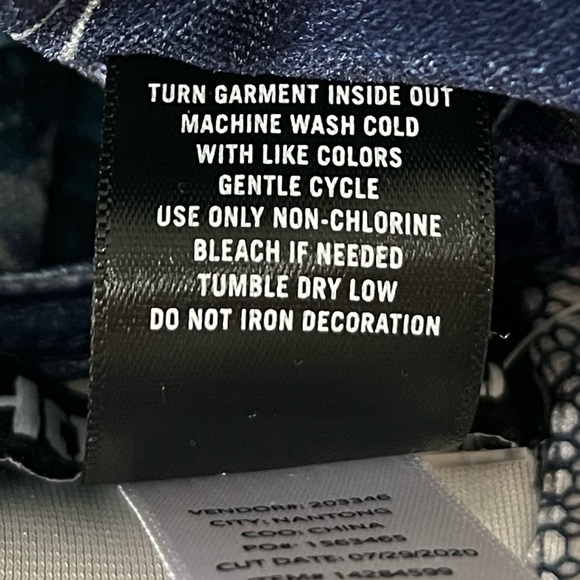 TURN GARMENT INSIDE OUT
MACHINE WASH COLD
WITH LIKE COLORS
GENTLE CYCLE
USE ONLY NON-CHLORINE
BLEACH IF NEEDED
TUMBLE DRY LOW
DO NOT IRON DECORATION
VENDOR#: 203346
CITY: NANTONG
COO: CHINA
PO#: 1563465
CUT DATE: 07/29/2020
ITEM#: 14284599